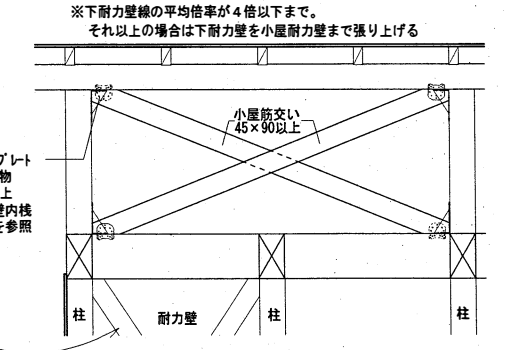 ※下耐力壁線の平均倍率が４倍以下まで。
それ以上の場合は下耐力壁を小屋耐力壁まで張り上げる
小屋筋交い
45×90以上
プレート
物
上
壁内桟
を参照
柱
耐力壁
柱
柱